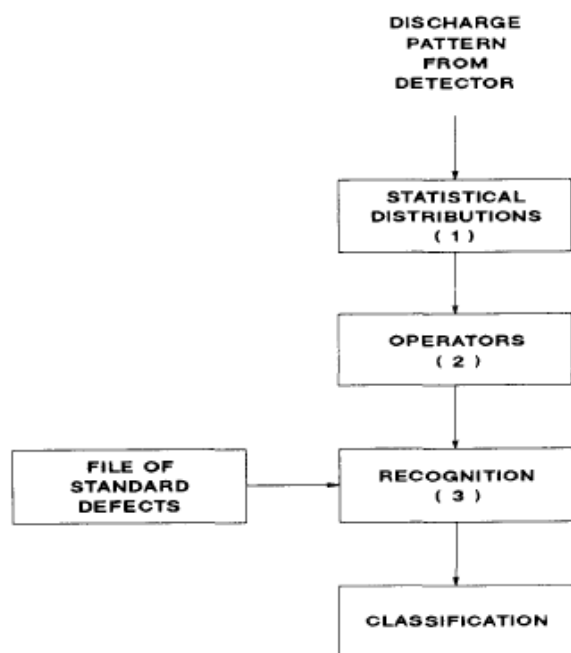 DISCHARGE
PATTERN
FROM
DETECTOR
STATISTICAL
DISTRIBUTIONS
( 1 )
OPERATORS
( 2 )
FILE OF
STANDARD
DEFECTS
RECOGNITION
( 3 )
CLASSIFICATION